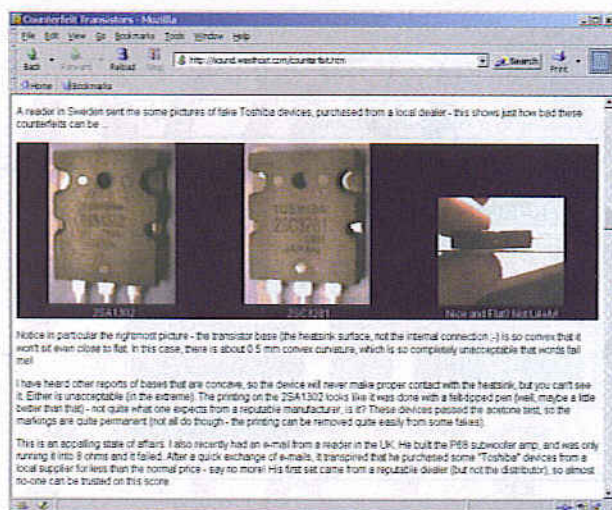 Counterfeit Transistors - Mozilla
File Edit View Go Bookmarks Tools Window Help
Back Forward Reload Stop http://sound.westhost.com/counterfeit.htm Search Print
Home Bookmarks
A reader in Sweden sent me some pictures of fake Toshiba devices, purchased from a local dealer - this shows just how bad these
counterfeits can be ...
TOSHIBA
2SC3281
JAPAN
2SA1302 2SC3281 Nice and Flat? Not Likely!
Notice in particular the rightmost picture - the transistor base (the heatsink surface, not the internal connection ;-) is so convex that it
won't sit even close to flat. In this case, there is about 0.5 mm convex curvature, which is so completely unacceptable that words fail
me!
I have heard other reports of bases that are concave, so the device will never make proper contact with the heatsink, but you can't see
it. Either is unacceptable (in the extreme). The printing on the 2SA1302 looks like it was done with a felt-tipped pen (well, maybe a little
better than that) - not quite what one expects from a reputable manufacturer, is it? These devices passed the acetone test, so the
markings are quite permanent (not all do though - the printing can be removed quite easily from some fakes).
This is an appalling state of affairs. I also recently had an e-mail from a reader in the UK. He built the P68 subwoofer amp, and was only
running it into 8 ohms and it failed. After a quick exchange of e-mails, it transpired that he purchased some "Toshiba" devices from a
local supplier for less than the normal price - say no more! His first set came from a reputable dealer (but not the distributor), so almost
no-one can be trusted on this score.